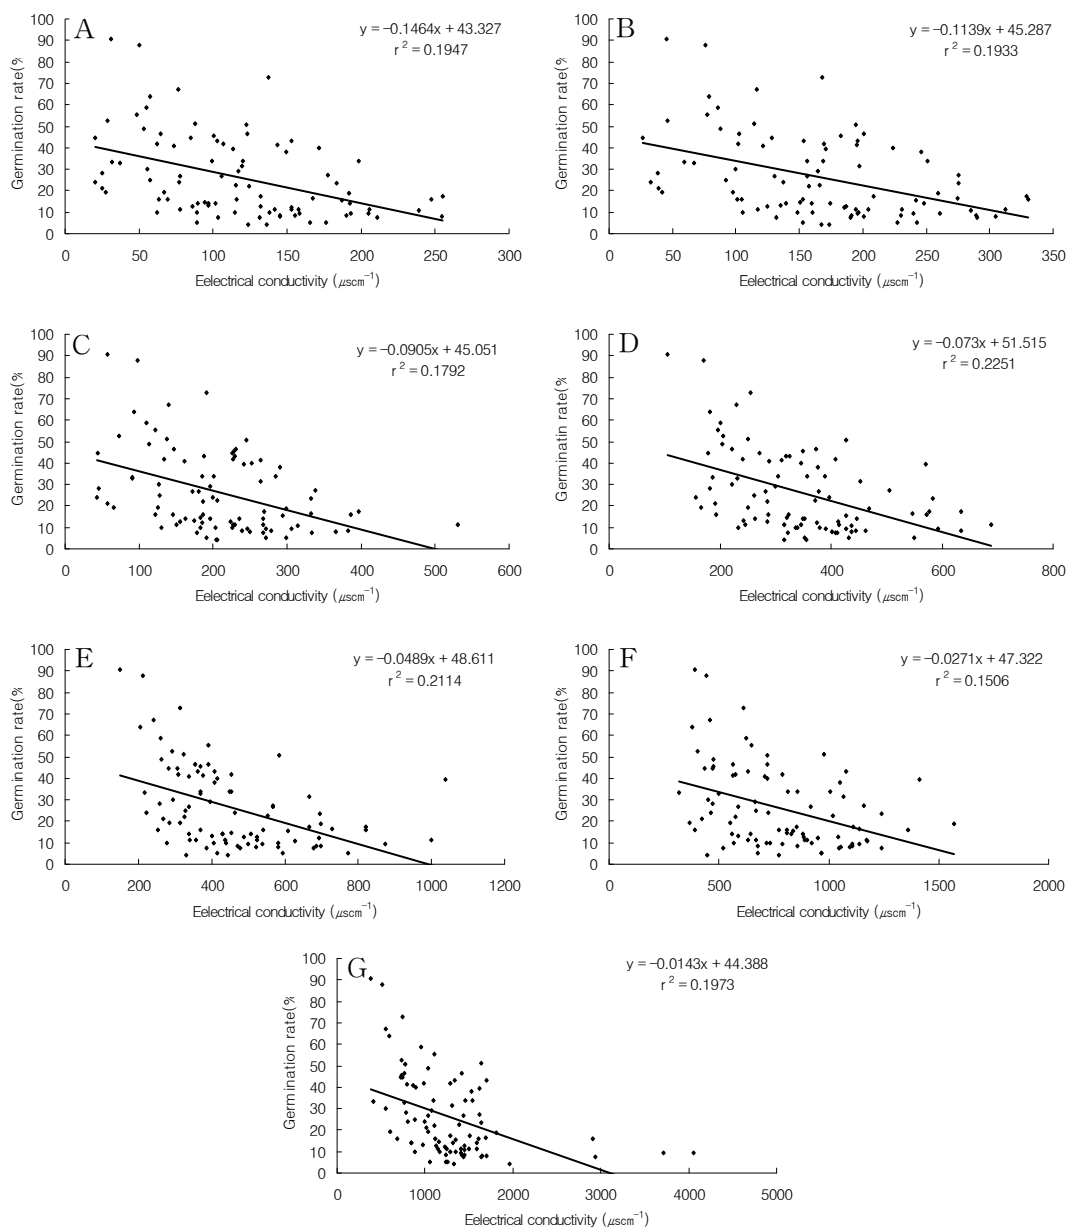 A
y = -0.1464x + 43.327
r² = 0.1947
Germination rate(%
100
90
80
70
60
50
40
30
20
10
0
0 50 100 150 200 250 300
Eelectrical conductivity (μscm⁻¹)
B
y = -0.1139x + 45.287
r² = 0.1933
Germination rate(%
100
90
80
70
60
50
40
30
20
10
0
0 50 100 150 200 250 300 350
Eelectrical conductivity (μscm⁻¹)
C
y = -0.0905x + 45.051
r² = 0.1792
Germination rate(%
100
90
80
70
60
50
40
30
20
10
0
0 100 200 300 400 500 600
Eelectrical conductivity (μscm⁻¹)
D
y = -0.073x + 51.515
r² = 0.2251
Germinatin rate(%
100
90
80
70
60
50
40
30
20
10
0
0 200 400 600 800
Eelectrical conductivity (μscm⁻¹)
E
y = -0.0489x + 48.611
r² = 0.2114
Germination rate(%
100
90
80
70
60
50
40
30
20
10
0
0 200 400 600 800 1000 1200
Eelectrical conductivity (μscm⁻¹)
F
y = -0.0271x + 47.322
r² = 0.1506
Germination rate(%
100
90
80
70
60
50
40
30
20
10
0
0 500 1000 1500 2000
Eelectrical conductivity (μscm⁻¹)
G
y = -0.0143x + 44.388
r² = 0.1973
Germination rate(%
100
90
80
70
60
50
40
30
20
10
0
0 1000 2000 3000 4000 5000
Eelectrical conductivity (μscm⁻¹)